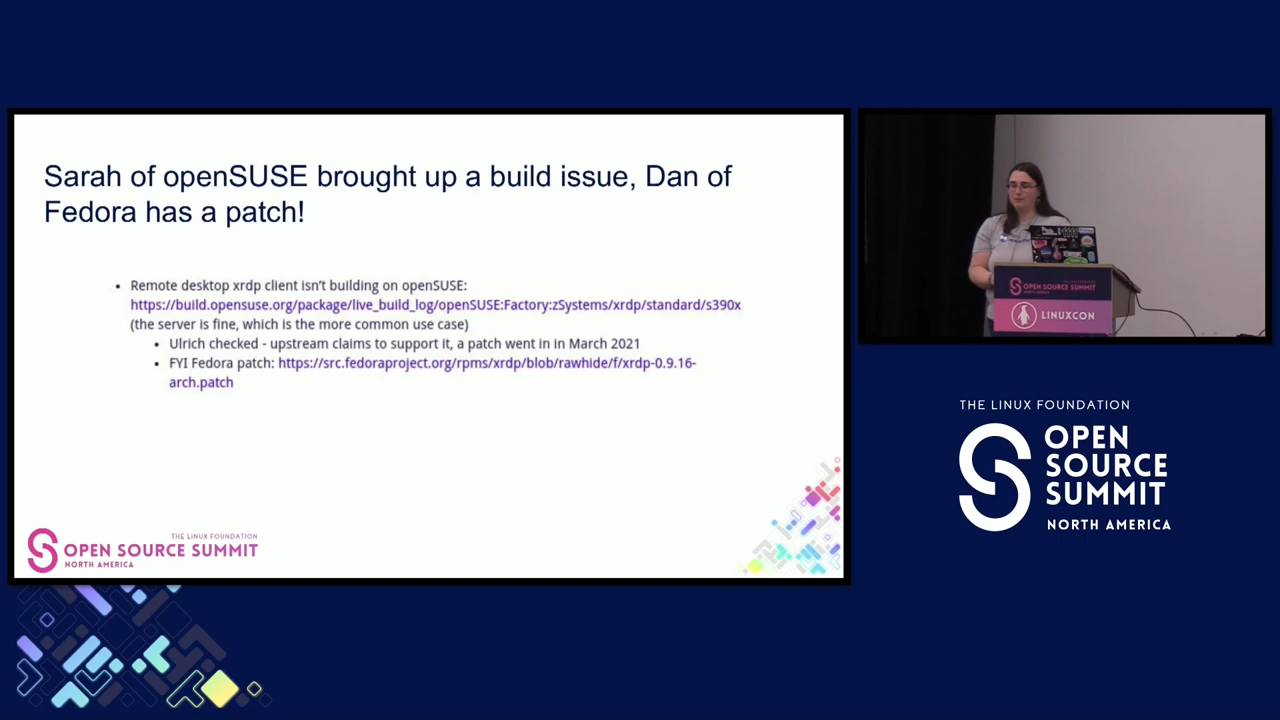 Sarah of openSUSE brought up a build issue, Dan of
Fedora has a patch!
• Remote desktop xrdp client isn't building on openSUSE:
https://build.opensuse.org/package/live_build_log/openSUSE:Factory:zSystems/xrdp/standard/s390x
(the server is fine, which is the more common use case)
• Ulrich checked - upstream claims to support it, a patch went in in March 2021
• FYI Fedora patch: https://src.fedoraproject.org/rpms/xrdp/blob/rawhide/f/xrdp-0.9.16-
arch.patch
THE LINUX FOUNDATION
OPEN SOURCE SUMMIT
NORTH AMERICA
OPEN SOURCE SUMMIT
LINUXCON
THE LINUX FOUNDATION
OPEN
SOURCE
SUMMIT
NORTH AMERICA